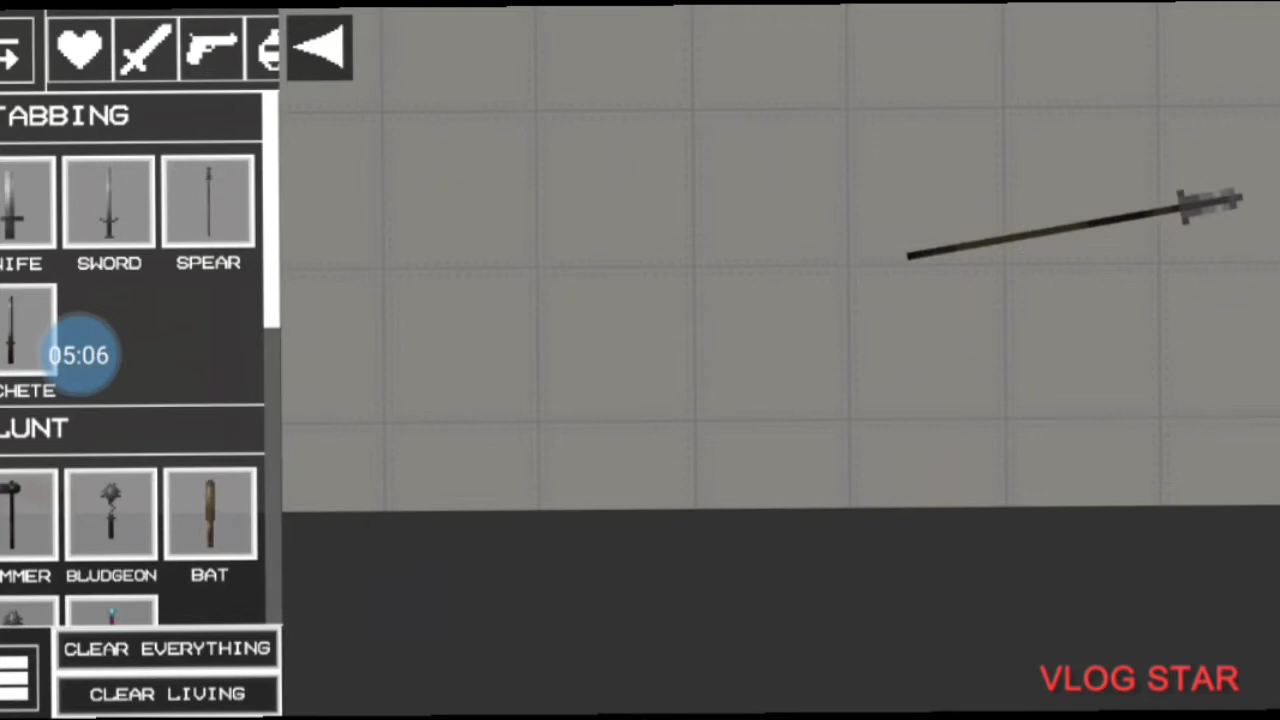 TABBING
NIFE SWORD SPEAR
05:06
CHETE
LUNT
MMER BLUDGEON BAT
CLEAR EVERYTHING
CLEAR LIVING
VLOG STAR